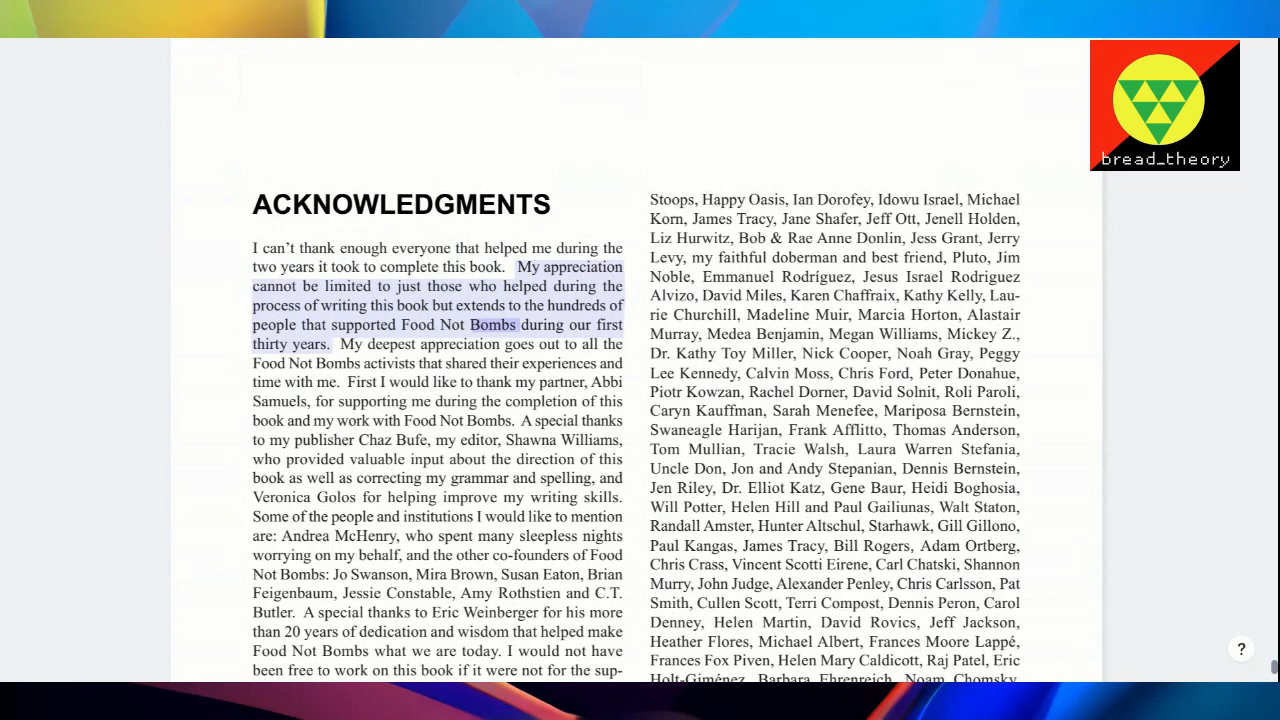 ACKNOWLEDGMENTS
I can’t thank enough everyone that helped me during the
two years it took to complete this book. My appreciation
cannot be limited to just those who helped during the
process of writing this book but extends to the hundreds of
people that supported Food Not Bombs during our first
thirty years. My deepest appreciation goes out to all the
Food Not Bombs activists that shared their experiences and
time with me. First I would like to thank my partner, Abbi
Samuels, for supporting me during the completion of this
book and my work with Food Not Bombs. A special thanks
to my publisher Chaz Bufe, my editor, Shawna Williams,
who provided valuable input about the direction of this
book as well as correcting my grammar and spelling, and
Veronica Golos for helping improve my writing skills.
Some of the people and institutions I would like to mention
are: Andrea McHenry, who spent many sleepless nights
worrying on my behalf, and the other co-founders of Food
Not Bombs: Jo Swanson, Mira Brown, Susan Eaton, Brian
Feigenbaum, Jessie Constable, Amy Rothstien and C.T.
Butler. A special thanks to Eric Weinberger for his more
than 20 years of dedication and wisdom that helped make
Food Not Bombs what we are today. I would not have
been free to work on this book if it were not for the sup-
Stoops, Happy Oasis, Ian Dorofey, Idowu Israel, Michael
Korn, James Tracy, Jane Shafer, Jeff Ott, Jenell Holden,
Liz Hurwitz, Bob & Rae Anne Donlin, Jess Grant, Jerry
Levy, my faithful doberman and best friend, Pluto, Jim
Noble, Emmanuel Rodríguez, Jesus Israel Rodriguez
Alvizo, David Miles, Karen Chaffraix, Kathy Kelly, Lau-
rie Churchill, Madeline Muir, Marcia Horton, Alastair
Murray, Medea Benjamin, Megan Williams, Mickey Z.,
Dr. Kathy Toy Miller, Nick Cooper, Noah Gray, Peggy
Lee Kennedy, Calvin Moss, Chris Ford, Peter Donahue,
Piotr Kowzan, Rachel Dorner, David Solnit, Roli Paroli,
Caryn Kauffman, Sarah Menefee, Mariposa Bernstein,
Swaneagle Harijan, Frank Afflitto, Thomas Anderson,
Tom Mullian, Tracie Walsh, Laura Warren Stefania,
Uncle Don, Jon and Andy Stepanian, Dennis Bernstein,
Jen Riley, Dr. Elliot Katz, Gene Baur, Heidi Boghosia,
Will Potter, Helen Hill and Paul Gailiunas, Walt Staton,
Randall Amster, Hunter Altschul, Starhawk, Gill Gillono,
Paul Kangas, James Tracy, Bill Rogers, Adam Ortberg,
Chris Crass, Vincent Scotti Eirene, Carl Chatski, Shannon
Murry, John Judge, Alexander Penley, Chris Carlsson, Pat
Smith, Cullen Scott, Terri Compost, Dennis Peron, Carol
Denney, Helen Martin, David Rovics, Jeff Jackson,
Heather Flores, Michael Albert, Frances Moore Lappé,
Frances Fox Piven, Helen Mary Caldicott, Raj Patel, Eric
Holt-Giménez, Barbara Ehrenreich, Noam Chomsky,
bread_theory
?